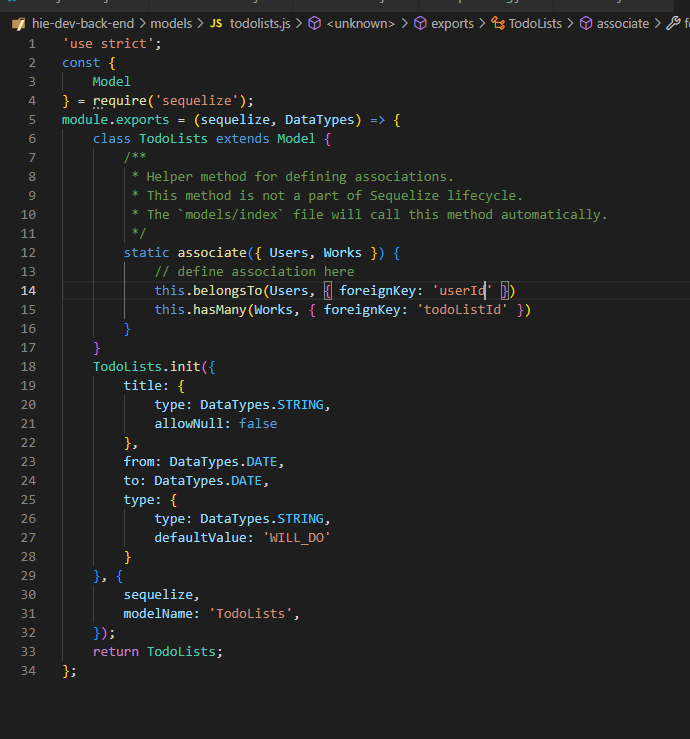 hie-dev-back-end > models > JS todolists.js > <unknown> > exports > TodoLists > associate >
1 'use strict';
2 const {
3     Model
4 } = require('sequelize');
5 module.exports = (sequelize, DataTypes) => {
6     class TodoLists extends Model {
7         /**
8          * Helper method for defining associations.
9          * This method is not a part of Sequelize lifecycle.
10          * The `models/index` file will call this method automatically.
11          */
12         static associate({ Users, Works }) {
13             // define association here
14             this.belongsTo(Users, { foreignKey: 'userId' })
15             this.hasMany(Works, { foreignKey: 'todoListId' })
16         }
17     }
18     TodoLists.init({
19         title: {
20             type: DataTypes.STRING,
21             allowNull: false
22         },
23         from: DataTypes.DATE,
24         to: DataTypes.DATE,
25         type: {
26             type: DataTypes.STRING,
27             defaultValue: 'WILL_DO'
28         }
29     }, {
30         sequelize,
31         modelName: 'TodoLists',
32     });
33     return TodoLists;
34 };